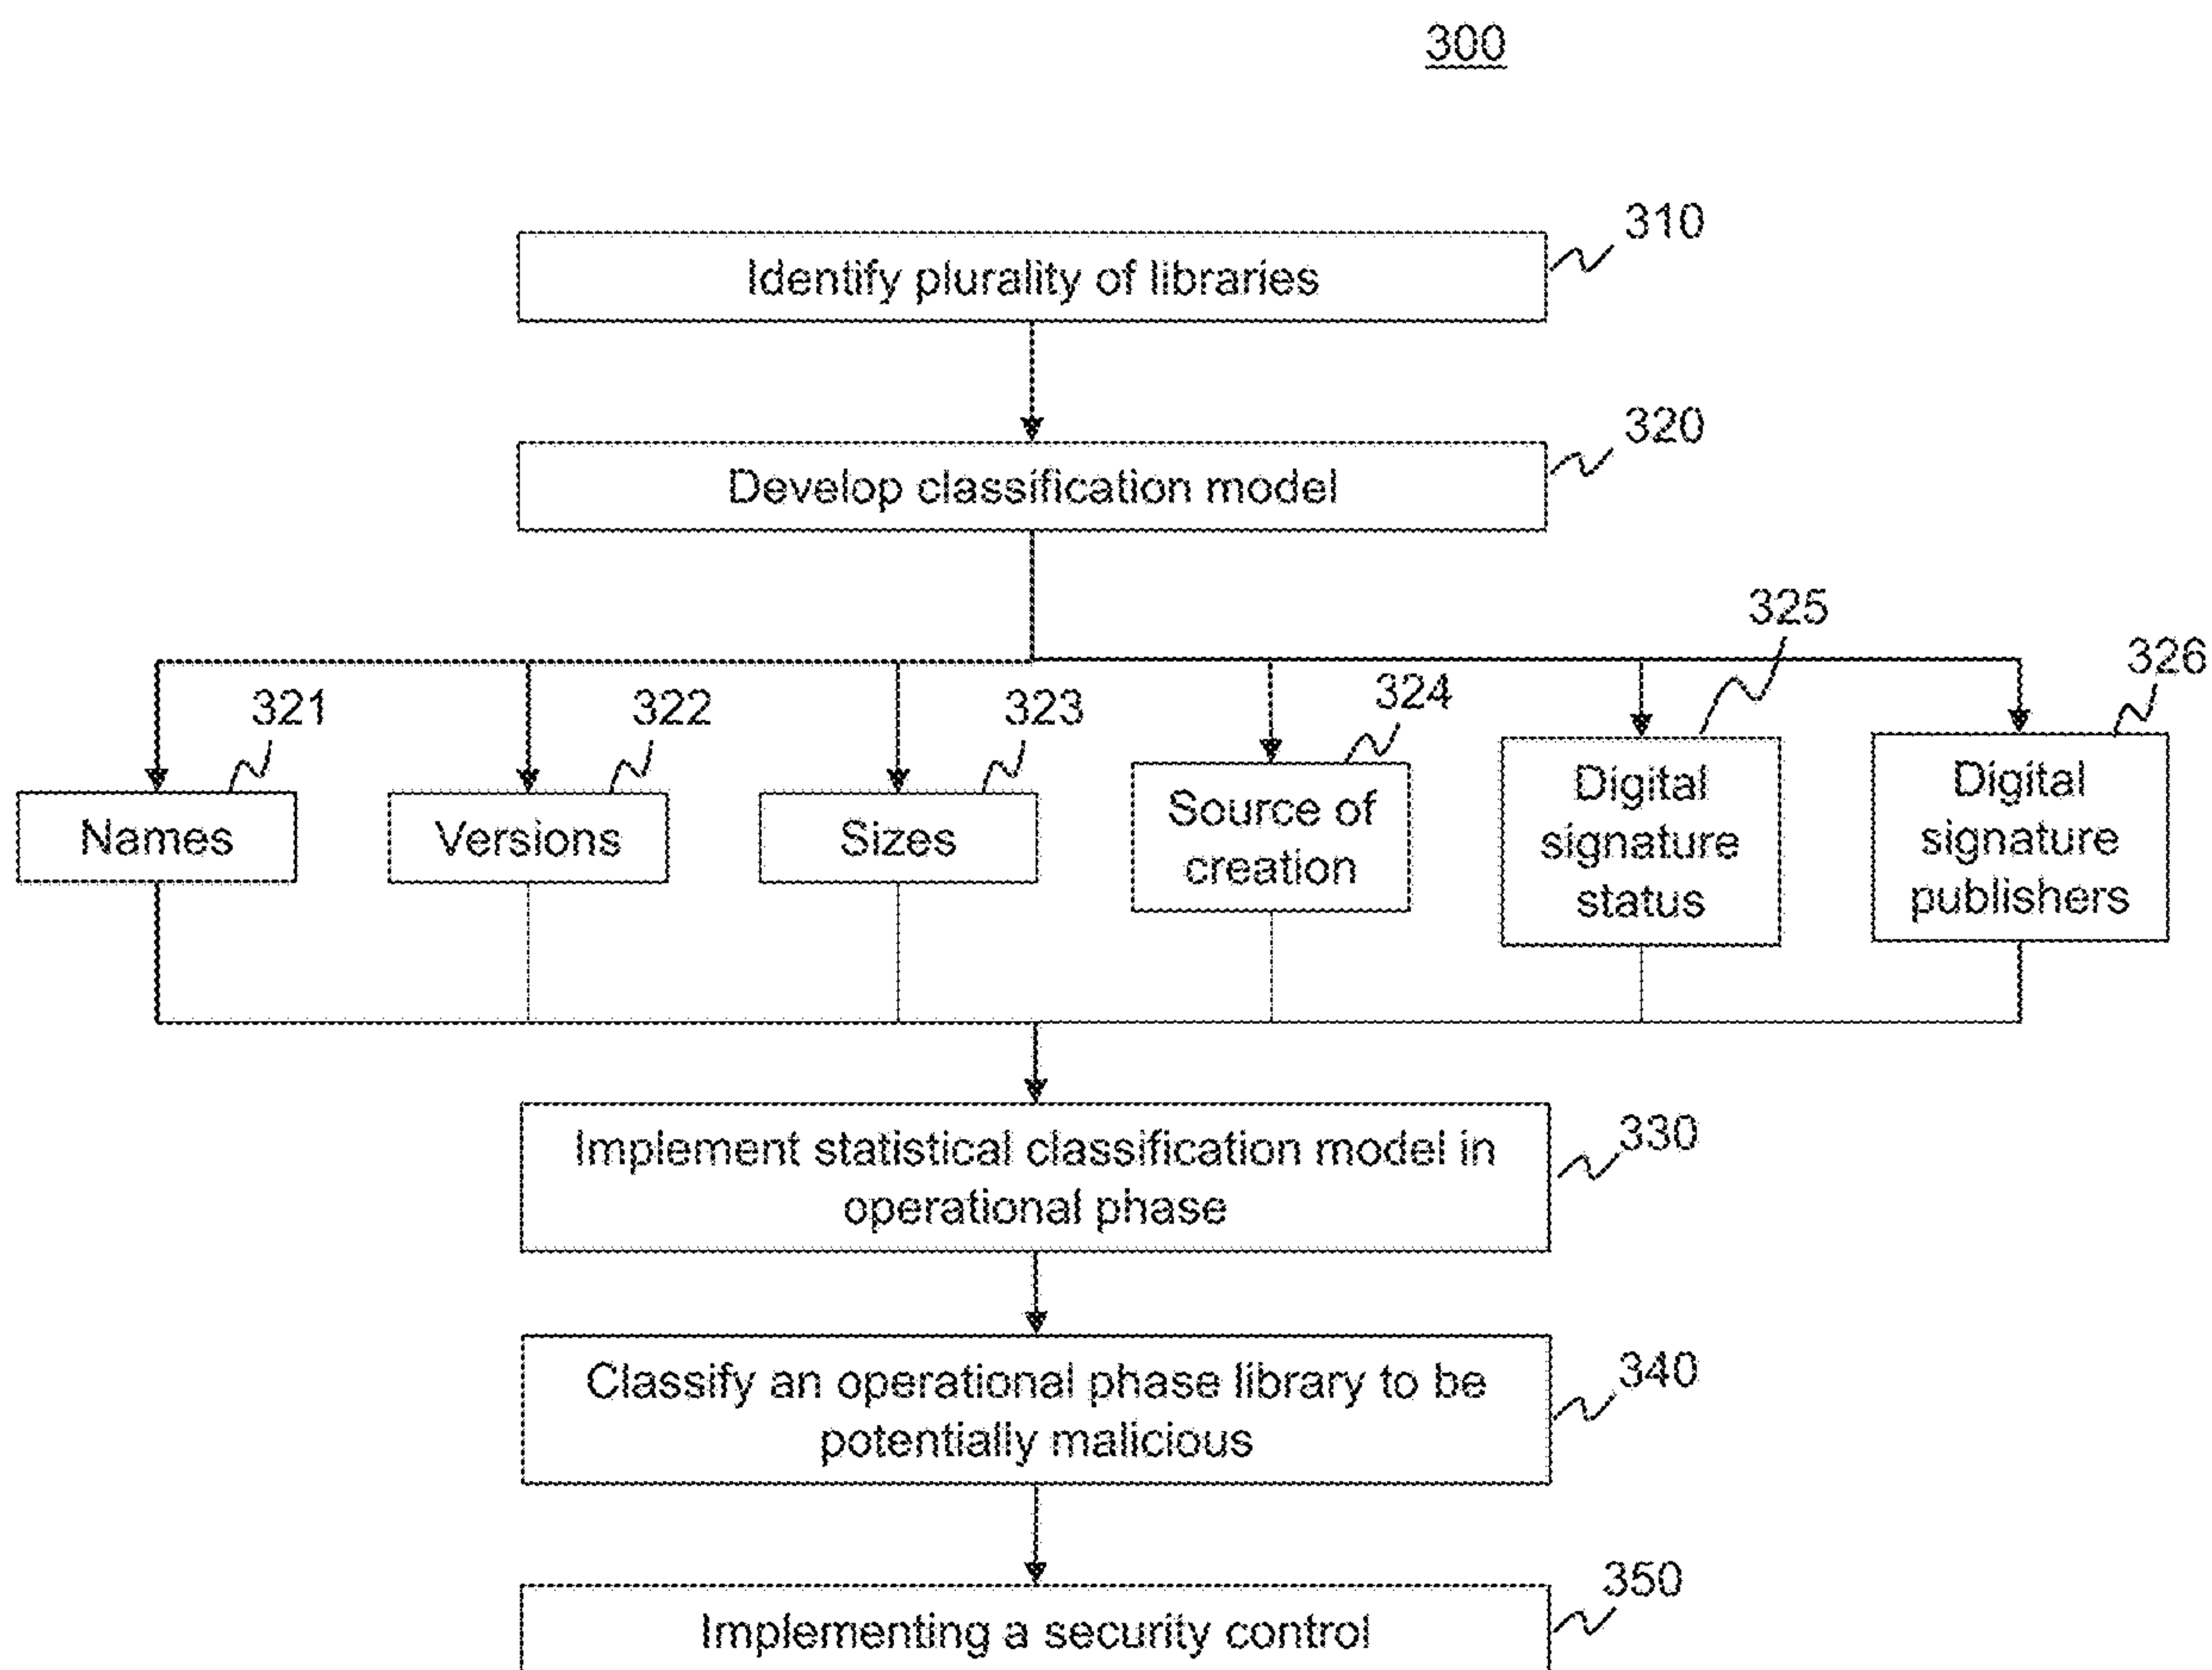 300
310
Identify plurality of libraries
320
Develop classification model
325
326
324
321
322
323
Names
Versions
Sizes
Source of
creation
Digital
signature
status
Digital
signature
publishers
330
Implement statistical classification model in
operational phase
340
Classify an operational phase library to be
potentially malicious
350
Implementing a security control